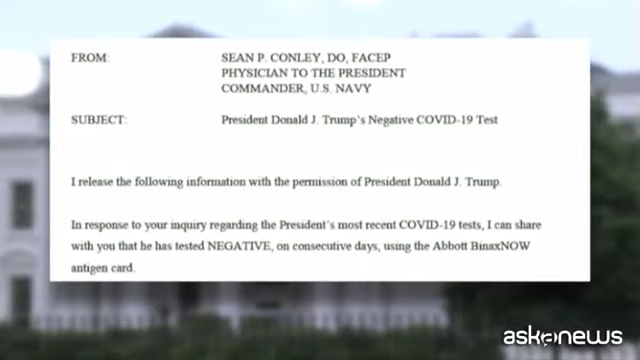 FROM: SEAN P. CONLEY, DO, FACEP
PHYSICIAN TO THE PRESIDENT
COMMANDER, U.S. NAVY
SUBJECT: President Donald J. Trump's Negative COVID-19 Test
I release the following information with the permission of President Donald J. Trump.
In response to your inquiry regarding the President's most recent COVID-19 tests, I can share
with you that he has tested NEGATIVE, on consecutive days, using the Abbott BinaxNOW
antigen card.
askanews